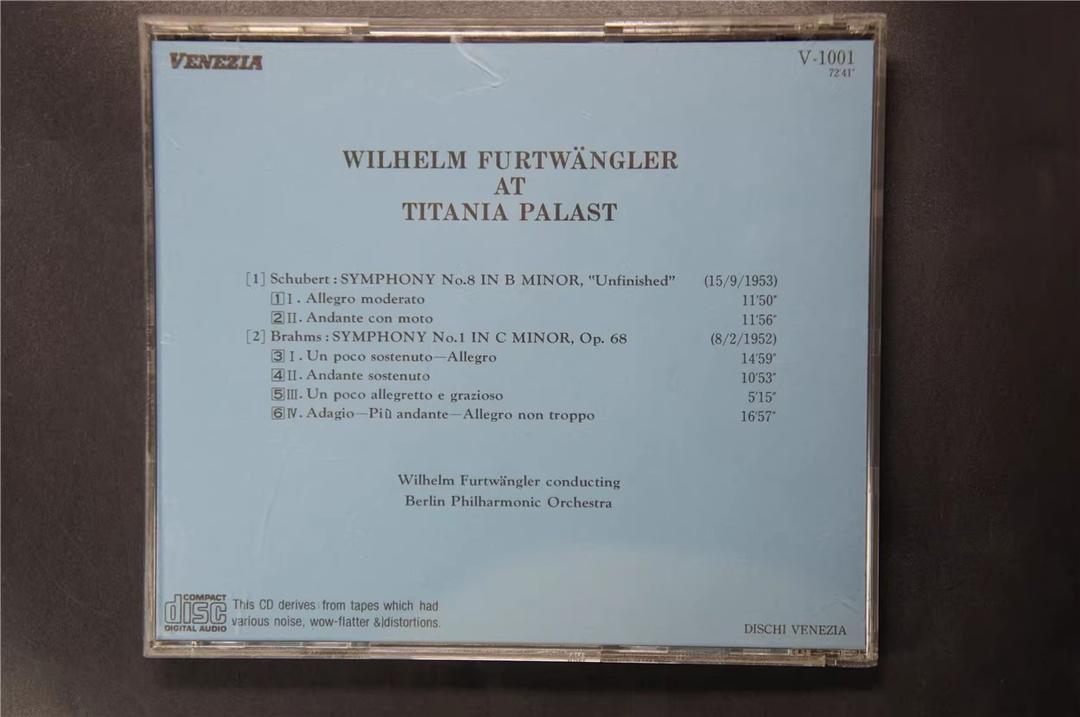 VENEZIA
V-1001
72'41"
WILHELM FURTWÄNGLER
AT
TITANIA PALAST
[1] Schubert : SYMPHONY No.8 IN B MINOR, "Unfinished" (15/9/1953)
1 I. Allegro moderato 11'50"
2 II. Andante con moto 11'56"
[2] Brahms : SYMPHONY No.1 IN C MINOR, Op. 68 (8/2/1952)
3 I. Un poco sostenuto—Allegro 14'59"
4 II. Andante sostenuto 10'53"
5 III. Un poco allegretto e grazioso 5'15"
6 IV. Adagio—Più andante—Allegro non troppo 16'57"
Wilhelm Furtwängler conducting
Berlin Philharmonic Orchestra
COMPACT
disc
DIGITAL AUDIO
This CD derives from tapes which had
various noise, wow-flatter & distortions.
DISCHI VENEZIA